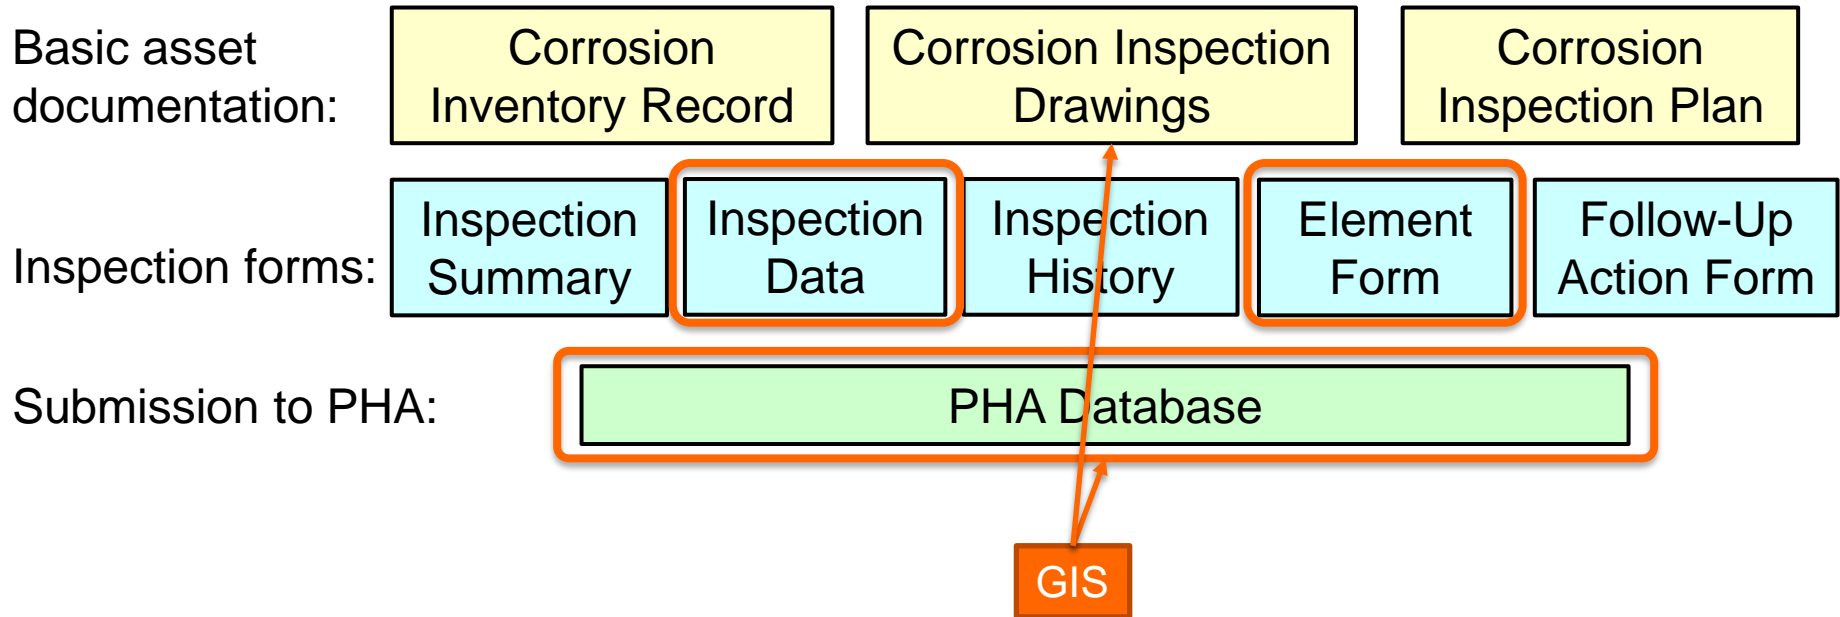 Basic asset
documentation:
Corrosion
Inventory Record
Corrosion Inspection
Drawings
Corrosion
Inspection Plan
Inspection forms:
Inspection
Summary
Inspection
Data
Inspection
History
Element
Form
Follow-Up
Action Form
Submission to PHA:
PHA Database
GIS